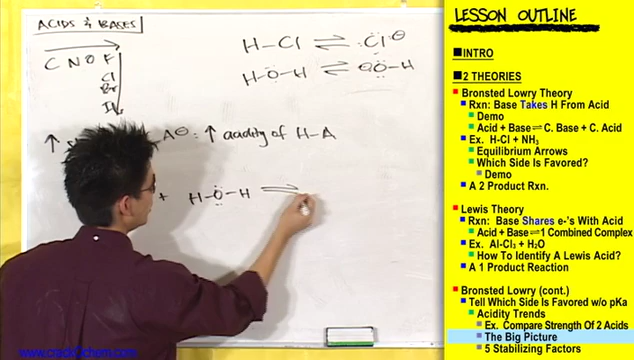 ACIDS & BASES
C N O F
Cl
Br
I
H-Cl ⇌ :Cl:⊖
H-O-H ⇌ ⊖:O-H
A⊖: ↑ acidity of H-A
+ H-O-H ⇌
www.crack2chem.com
LESSON OUTLINE
INTRO
2 THEORIES
Bronsted Lowry Theory
Rxn: Base Takes H From Acid
Demo
Acid + Base⇌ C. Base + C. Acid
Ex. H-Cl + NH3
Equilibrium Arrows
Which Side Is Favored?
Demo
A 2 Product Rxn.
Lewis Theory
Rxn: Base Shares e-'s With Acid
Acid + Base⇌1 Combined Complex
Ex. Al-Cl3 + H2O
How To Identify A Lewis Acid?
A 1 Product Reaction
Bronsted Lowry (cont.)
Tell Which Side Is Favored w/o pKa
Acidity Trends
Ex. Compare Strength Of 2 Acids
The Big Picture
5 Stabilizing Factors